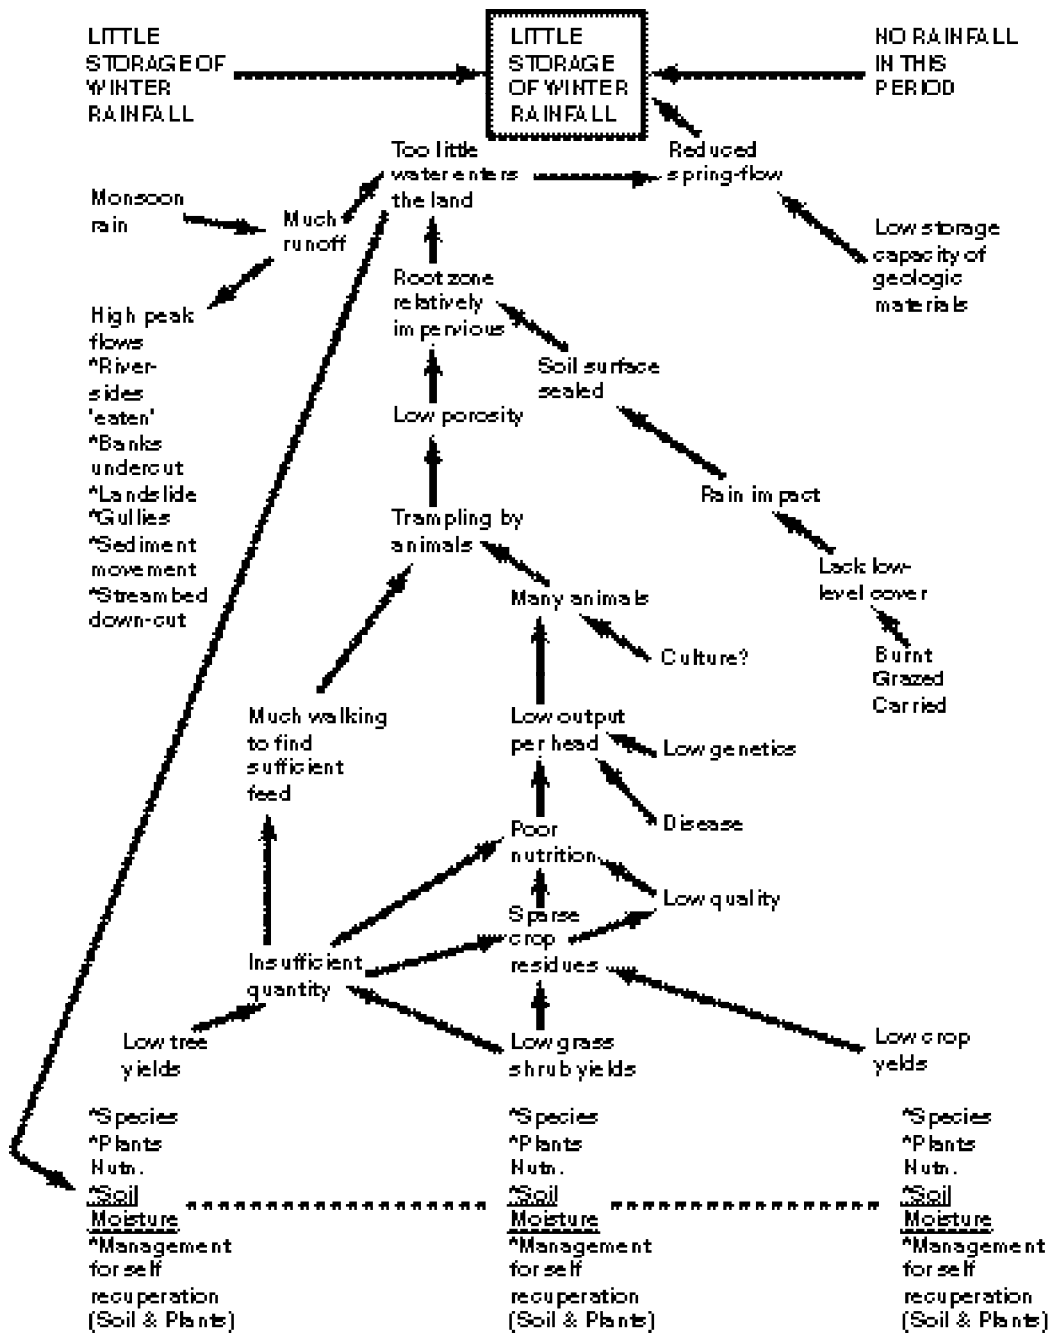 LITTLE
STORAGE OF
WINTER
RAINFALL
LITTLE
STORAGE
OF WINTER
RAINFALL
NO RAINFALL
IN THIS
PERIOD
Too little
water enters
the land
Reduced
spring-flow
Monsoon
rain
Much
runoff
Low storage
capacity of
geologic
materials
Root zone
relatively
impervious
High peak
flows
*River-
sides
'eaten'
*Banks
undercut
*Landslide
*Gullies
*Sediment
movement
*Streambed
down-cut
Soil surface
sealed
Low porosity
Rain impact
Trampling by
animals
Lack low-
level cover
Many animals
Culture?
Burnt
Grazed
Carried
Much walking
to find
sufficient
feed
Low output
per head
Low genetics
Disease
Poor
nutrition
Low quality
Sparse
crop
residues
Insufficient
quantity
Low tree
yields
Low grass
shrub yields
Low crop
yelds
*Species
*Plants
Nutn.
*Soil
Moisture
*Management
for self
recuperation
(Soil & Plants)
*Species
*Plants
Nutn.
*Soil
Moisture
*Management
for self
recuperation
(Soil & Plants)
*Species
*Plants
Nutn.
*Soil
Moisture
*Management
for self
recuperation
(Soil & Plants)